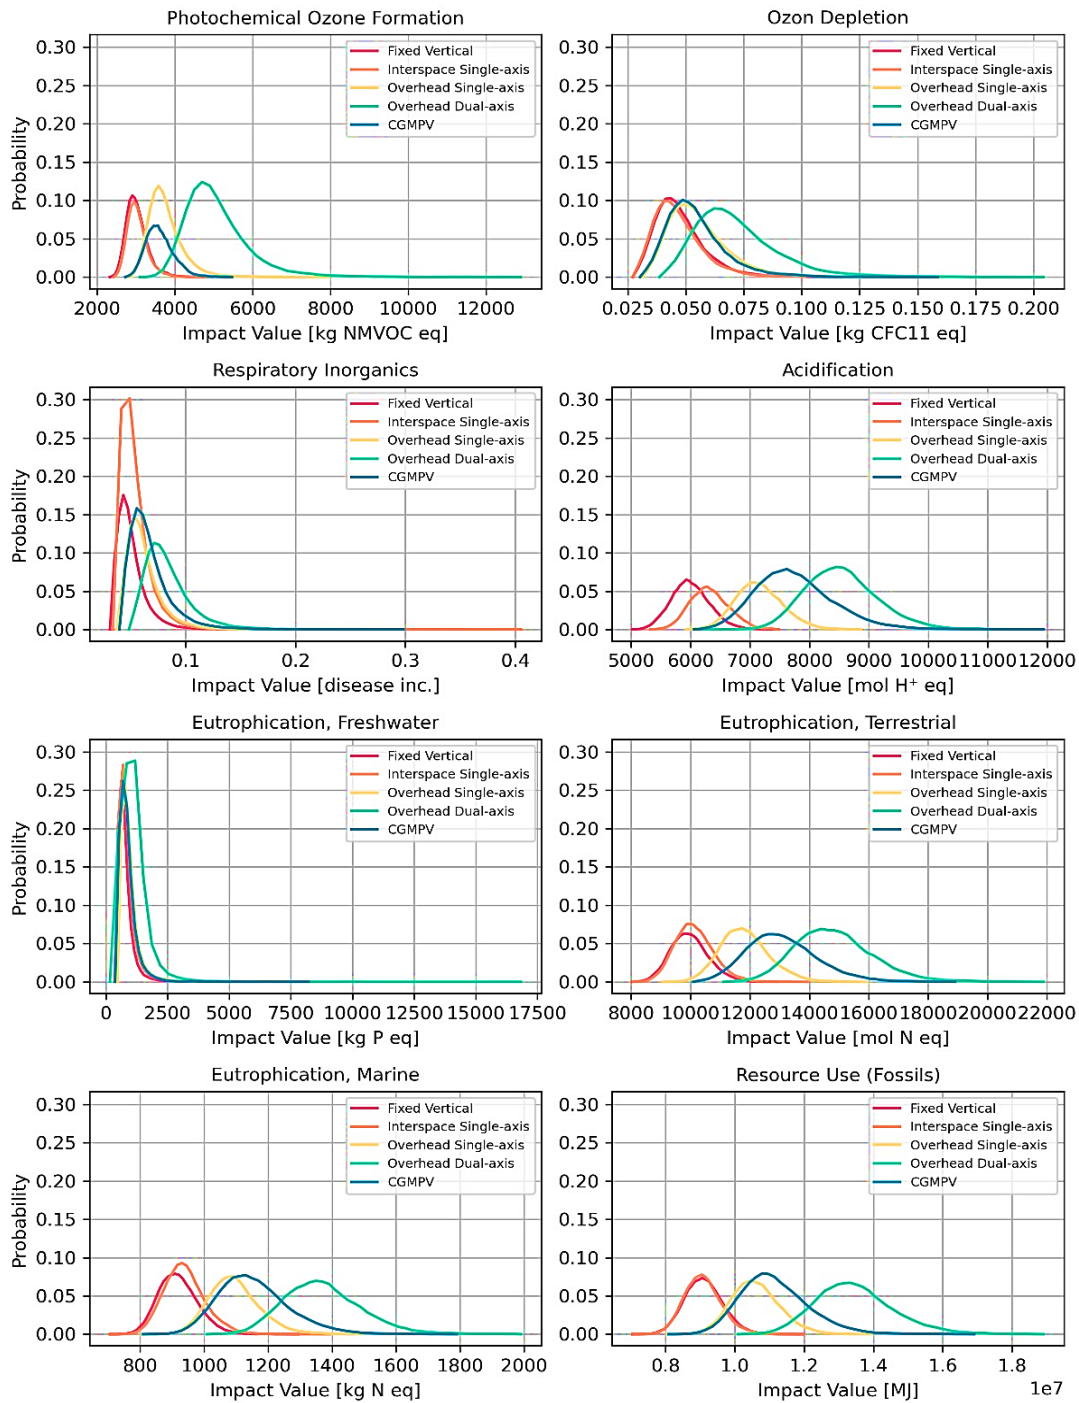 Photochemical Ozone Formation
0.30
0.25
0.20
0.15
0.10
0.05
0.00
Probability
Fixed Vertical
Interspace Single-axis
Overhead Single-axis
Overhead Dual-axis
CGMPV
2000 4000 6000 8000 10000 12000
Impact Value [kg NMVOC eq]
Ozon Depletion
0.30
0.25
0.20
0.15
0.10
0.05
0.00
Fixed Vertical
Interspace Single-axis
Overhead Single-axis
Overhead Dual-axis
CGMPV
0.025 0.050 0.075 0.100 0.125 0.150 0.175 0.200
Impact Value [kg CFC11 eq]
Respiratory Inorganics
0.30
0.25
0.20
0.15
0.10
0.05
0.00
Probability
Fixed Vertical
Interspace Single-axis
Overhead Single-axis
Overhead Dual-axis
CGMPV
0.1 0.2 0.3 0.4
Impact Value [disease inc.]
Acidification
0.30
0.25
0.20
0.15
0.10
0.05
0.00
Fixed Vertical
Interspace Single-axis
Overhead Single-axis
Overhead Dual-axis
CGMPV
5000 6000 7000 8000 9000 10000 11000 12000
Impact Value [mol H⁺ eq]
Eutrophication, Freshwater
0.30
0.25
0.20
0.15
0.10
0.05
0.00
Probability
Fixed Vertical
Interspace Single-axis
Overhead Single-axis
Overhead Dual-axis
CGMPV
0 2500 5000 7500 10000 12500 15000 17500
Impact Value [kg P eq]
Eutrophication, Terrestrial
0.30
0.25
0.20
0.15
0.10
0.05
0.00
Fixed Vertical
Interspace Single-axis
Overhead Single-axis
Overhead Dual-axis
CGMPV
8000 10000 12000 14000 16000 18000 20000 22000
Impact Value [mol N eq]
Eutrophication, Marine
0.30
0.25
0.20
0.15
0.10
0.05
0.00
Probability
Fixed Vertical
Interspace Single-axis
Overhead Single-axis
Overhead Dual-axis
CGMPV
800 1000 1200 1400 1600 1800 2000
Impact Value [kg N eq]
Resource Use (Fossils)
0.30
0.25
0.20
0.15
0.10
0.05
0.00
Fixed Vertical
Interspace Single-axis
Overhead Single-axis
Overhead Dual-axis
CGMPV
0.8 1.0 1.2 1.4 1.6 1.8
1e7
Impact Value [MJ]